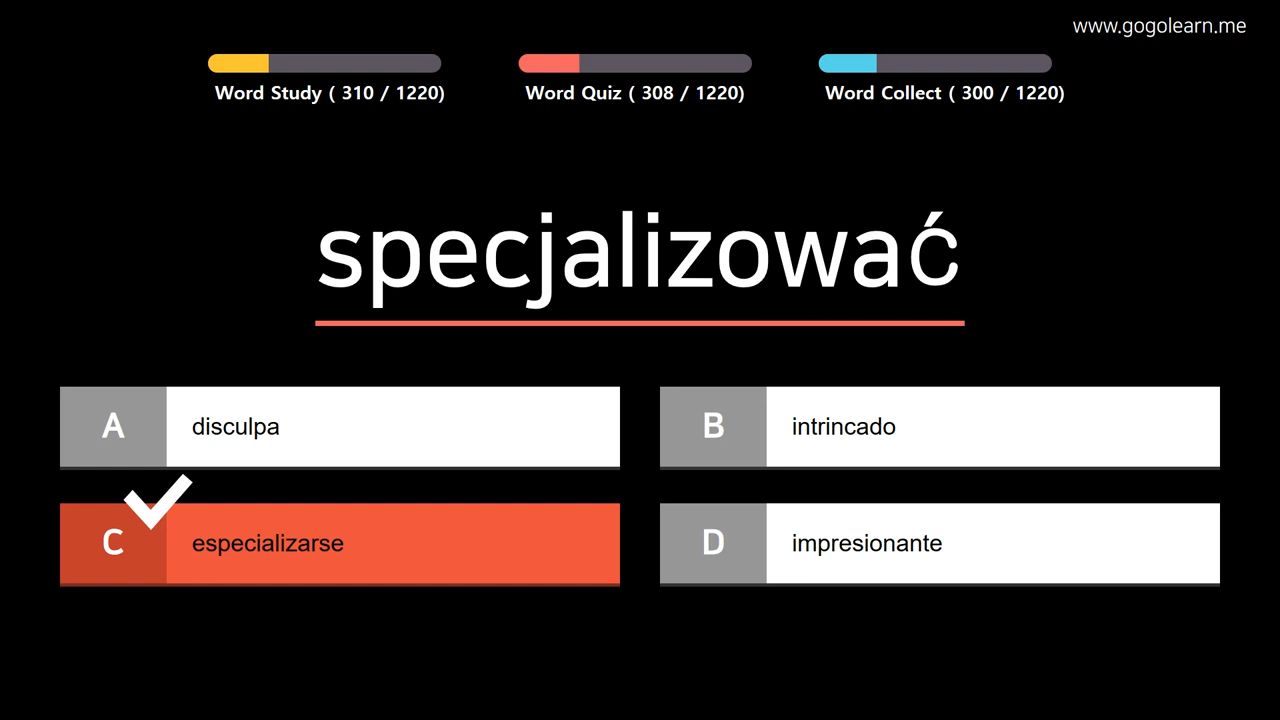 www.gogolearn.me
Word Study ( 310 / 1220)
Word Quiz ( 308 / 1220)
Word Collect ( 300 / 1220)
specjalizować
A disculpa
B intrincado
C especializarse
D impresionante